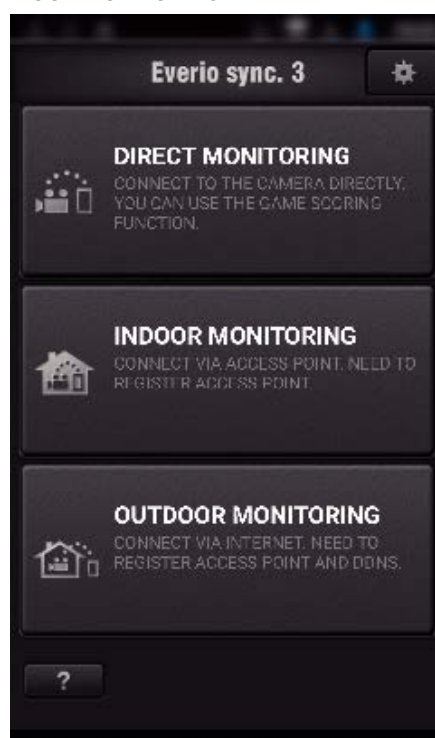 Everio sync. 3
DIRECT MONITORING
CONNECT TO THE CAMERA DIRECTLY.
YOU CAN USE THE GAME SCORING
FUNCTION.
INDOOR MONITORING
CONNECT VIA ACCESS POINT. NEED TO
REGISTER ACCESS POINT.
OUTDOOR MONITORING
CONNECT VIA INTERNET. NEED TO
REGISTER ACCESS POINT AND DDNS.
?